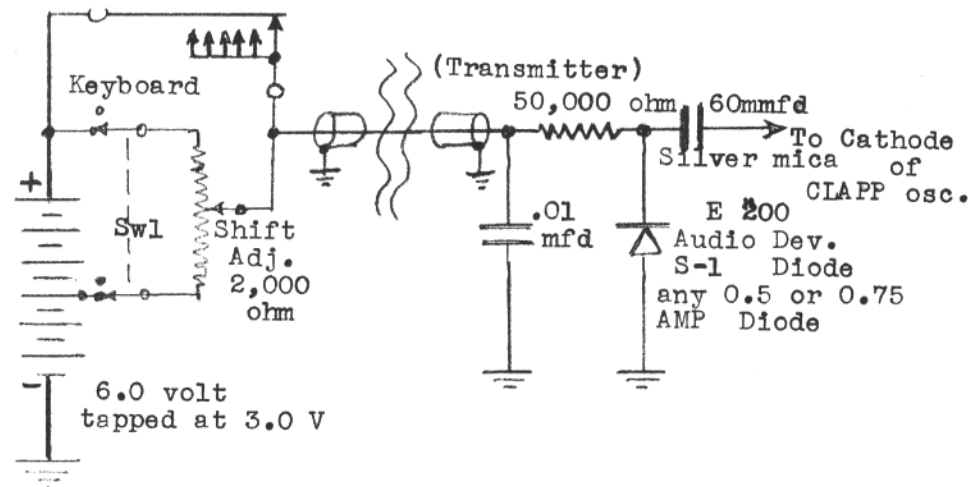 (Transmitter)
Keyboard
50,000 ohm
60mmfd
To Cathode
of
CLAPP osc.
Silver mica
+
Sw1
Shift
Adj.
2,000
ohm
.01
mfd
E 200
Audio Dev.
S-1 Diode
any 0.5 or 0.75
AMP Diode
-
6.0 volt
tapped at 3.0 V